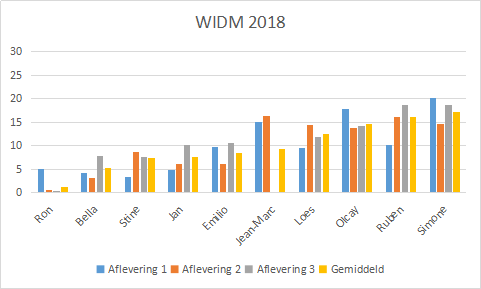 WIDM 2018
30
25
20
15
10
5
0
Ron
Bella
Stine
Jan
Emilio
Jean-Marc
Loes
Olcay
Ruben
Simone
Aflevering 1 Aflevering 2 Aflevering 3 Gemiddeld